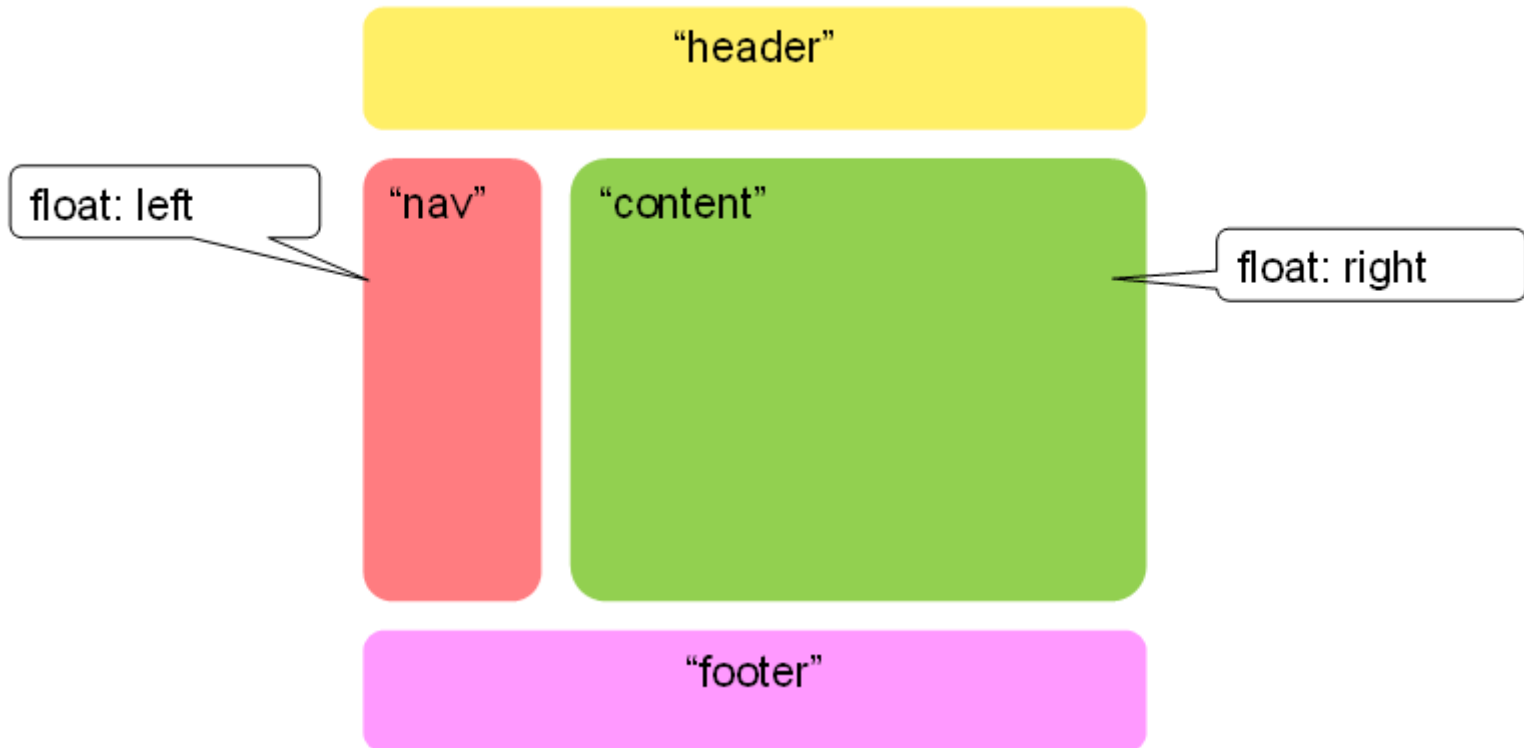 “header”
float: left
“nav”
“content”
float: right
“footer”